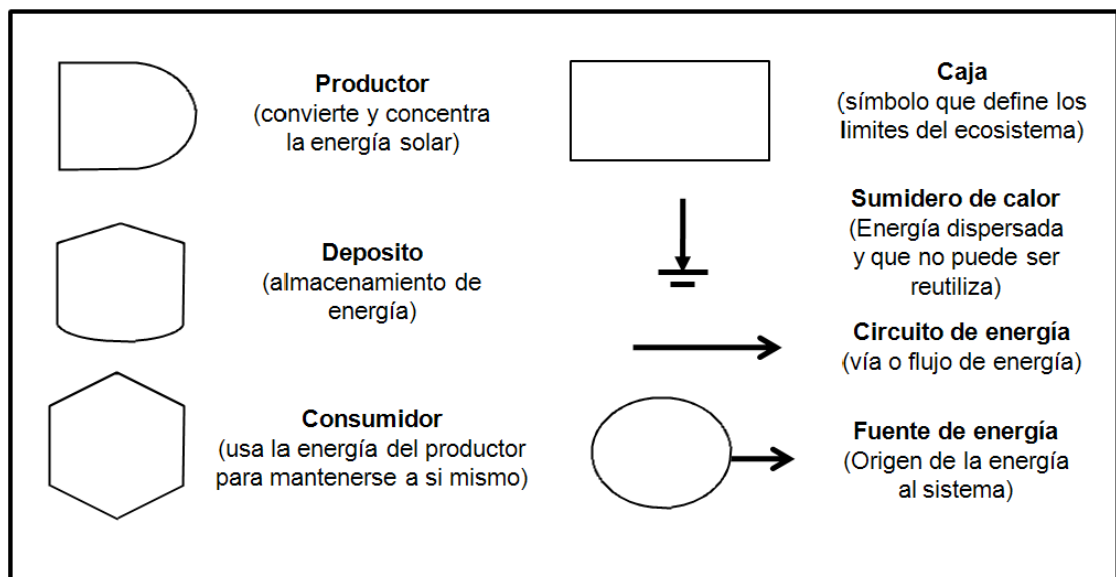 Productor
(convierte y concentra
la energía solar)
Deposito
(almacenamiento de
energía)
Consumidor
(usa la energía del productor
para mantenerse a si mismo)
Caja
(símbolo que define los
limites del ecosistema)
Sumidero de calor
(Energía dispersada
y que no puede ser
reutiliza)
Circuito de energía
(vía o flujo de energía)
Fuente de energía
(Origen de la energía
al sistema)